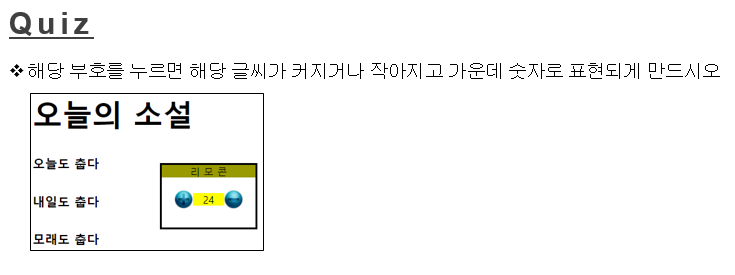 Quiz
❖ 해당 부호를 누르면 해당 글씨가 커지거나 작아지고 가운데 숫자로 표현되게 만드시오
오늘의 소설
오늘도 춥다
리 모 콘
+ 24 -
내일도 춥다
모래도 춥다